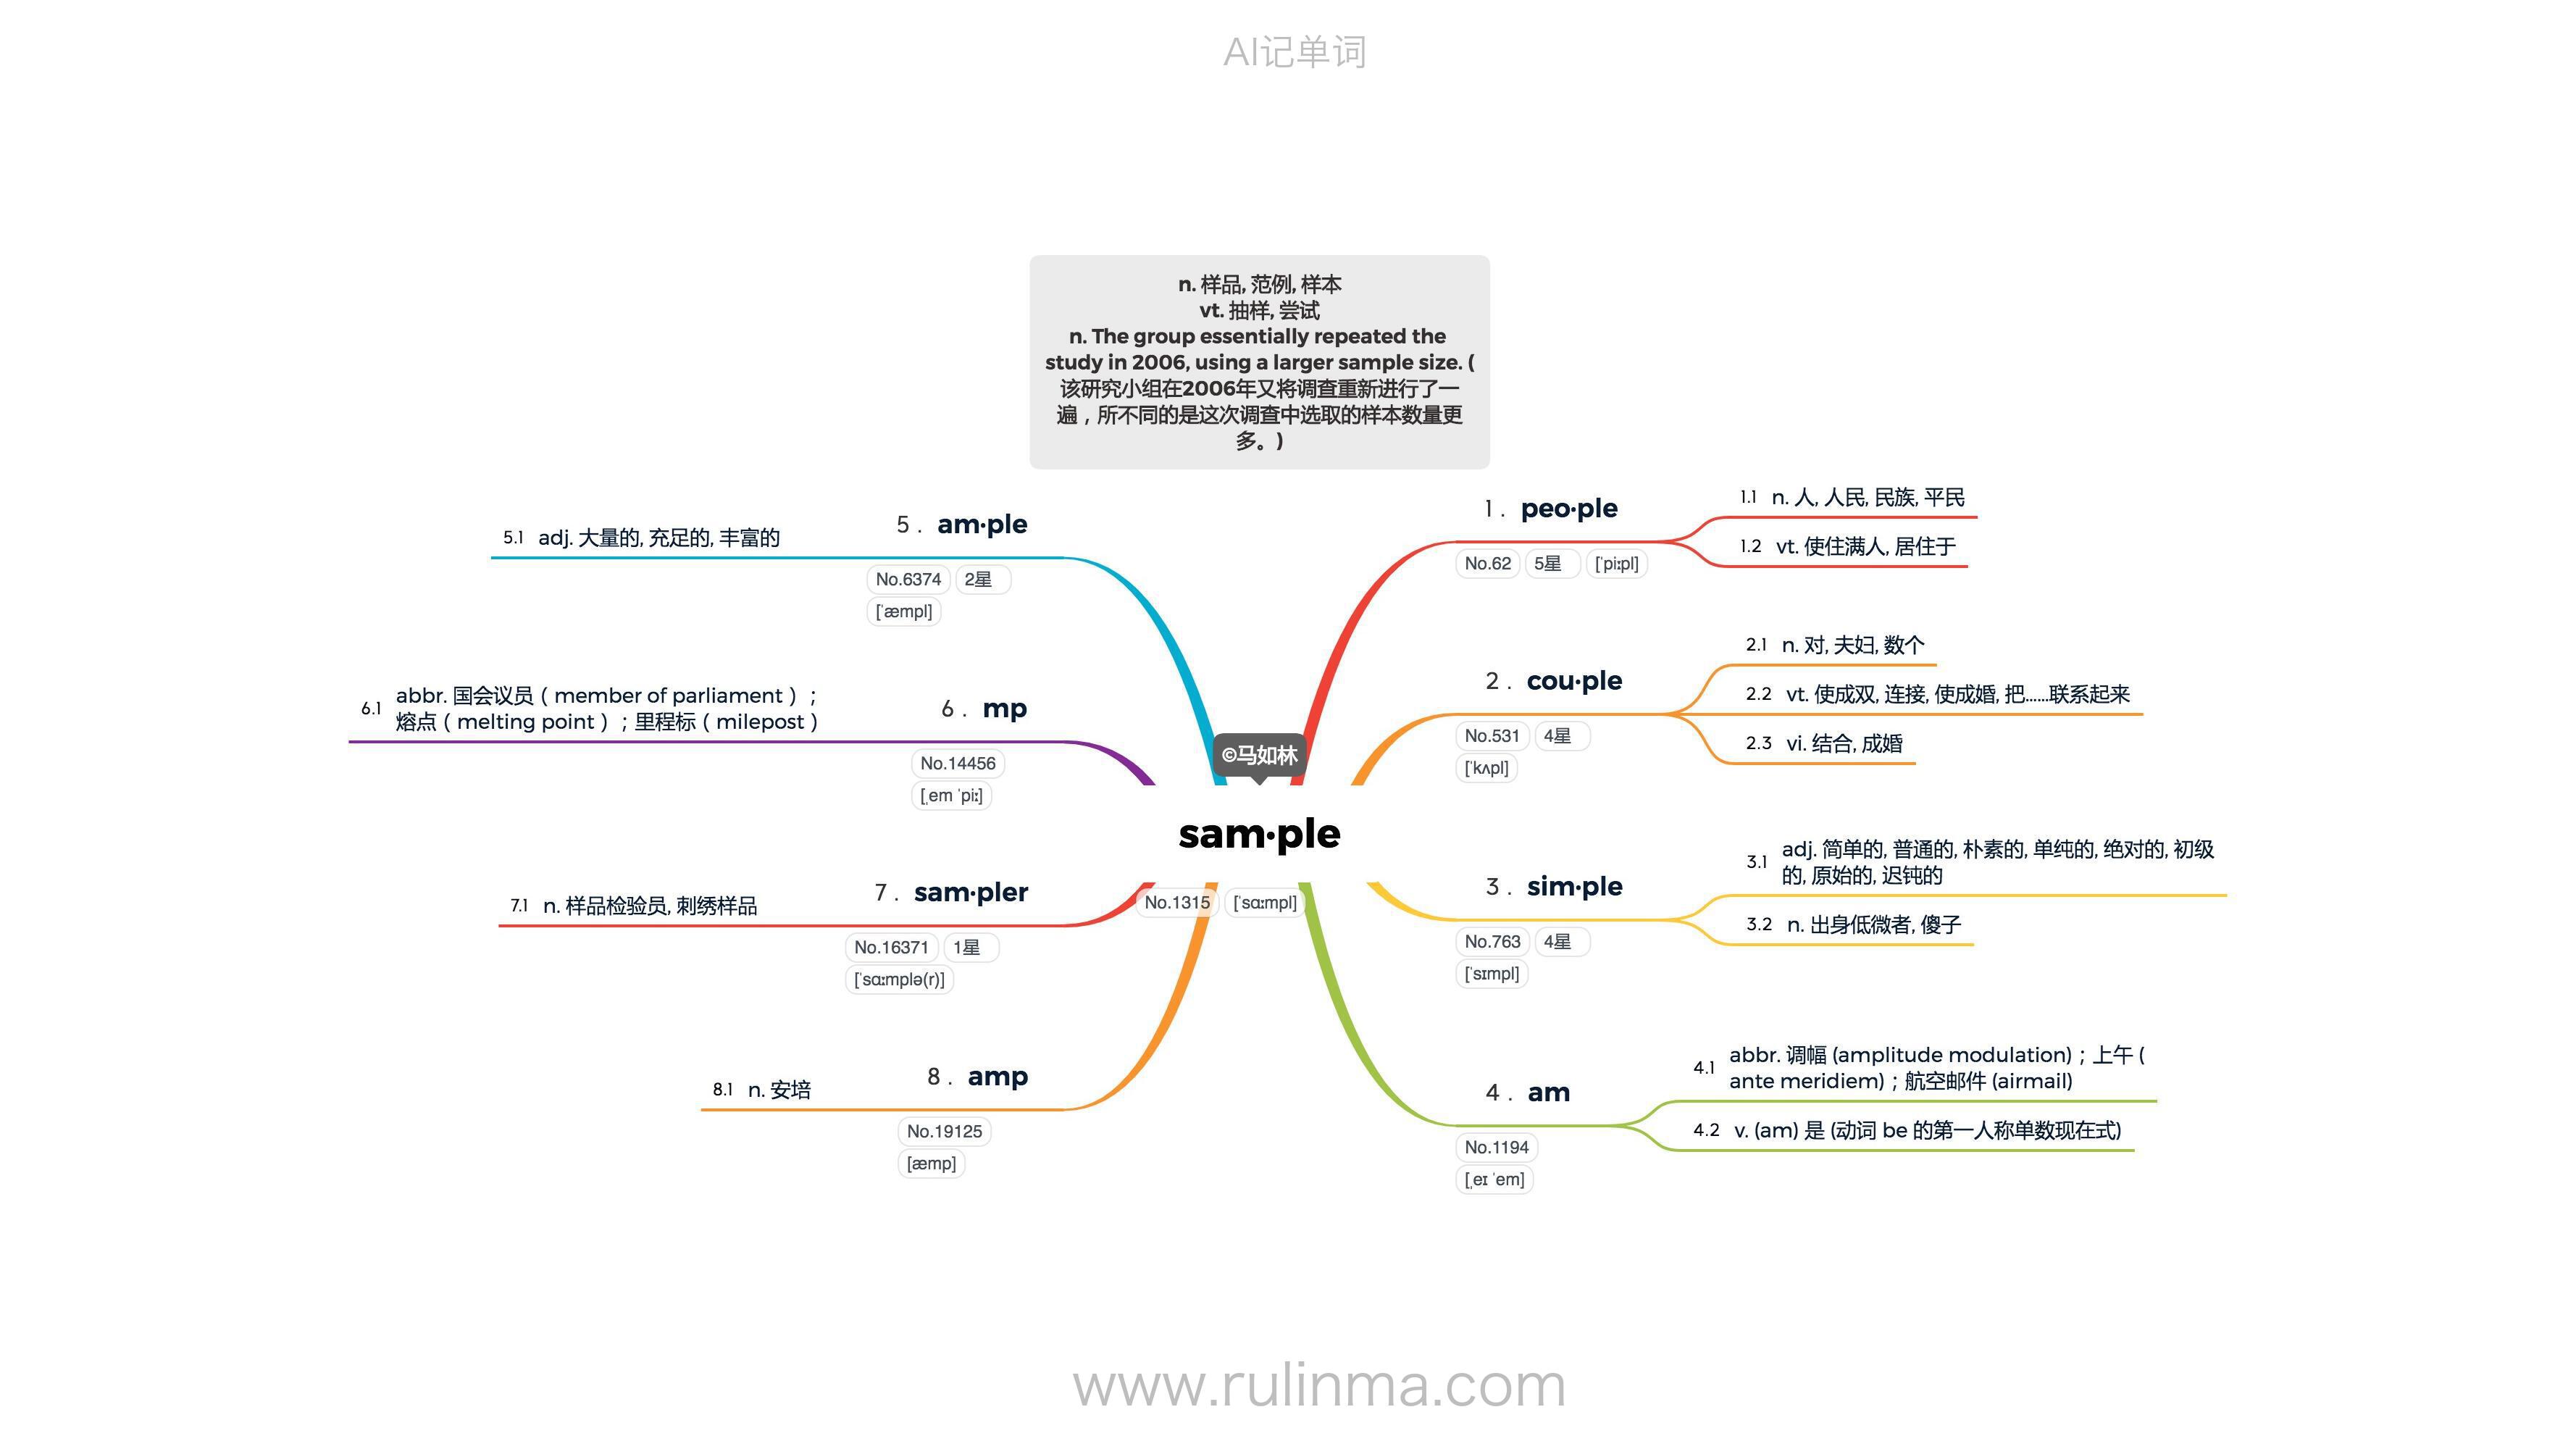 AI记单词
n. 样品, 范例, 样本
vt. 抽样, 尝试
n. The group essentially repeated the
study in 2006, using a larger sample size. (
该研究小组在2006年又将调查重新进行了一
遍，所不同的是这次调查中选取的样本数量更
多。)
©马如林
sam·ple
No.1315 [ˈsɑːmpl]
1. peo·ple
No.62 5星 [ˈpiːpl]
1.1 n. 人, 人民, 民族, 平民
1.2 vt. 使住满人, 居住于
2. cou·ple
No.531 4星
[ˈkʌpl]
2.1 n. 对, 夫妇, 数个
2.2 vt. 使成双, 连接, 使成婚, 把……联系起来
2.3 vi. 结合, 成婚
3. sim·ple
No.763 4星
[ˈsɪmpl]
3.1 adj. 简单的, 普通的, 朴素的, 单纯的, 绝对的, 初级
的, 原始的, 迟钝的
3.2 n. 出身低微者, 傻子
4. am
No.1194
[ˌeɪ ˈem]
4.1 abbr. 调幅 (amplitude modulation)；上午 (
ante meridiem)；航空邮件 (airmail)
4.2 v. (am) 是 (动词 be 的第一人称单数现在式)
5. am·ple
No.6374 2星
[ˈæmpl]
5.1 adj. 大量的, 充足的, 丰富的
6. mp
No.14456
[ˌem ˈpiː]
6.1 abbr. 国会议员（member of parliament）；
熔点（melting point）；里程标（milepost）
7. sam·pler
No.16371 1星
[ˈsɑːmplə(r)]
7.1 n. 样品检验员, 刺绣样品
8. amp
No.19125
[æmp]
8.1 n. 安培
www.rulinma.com